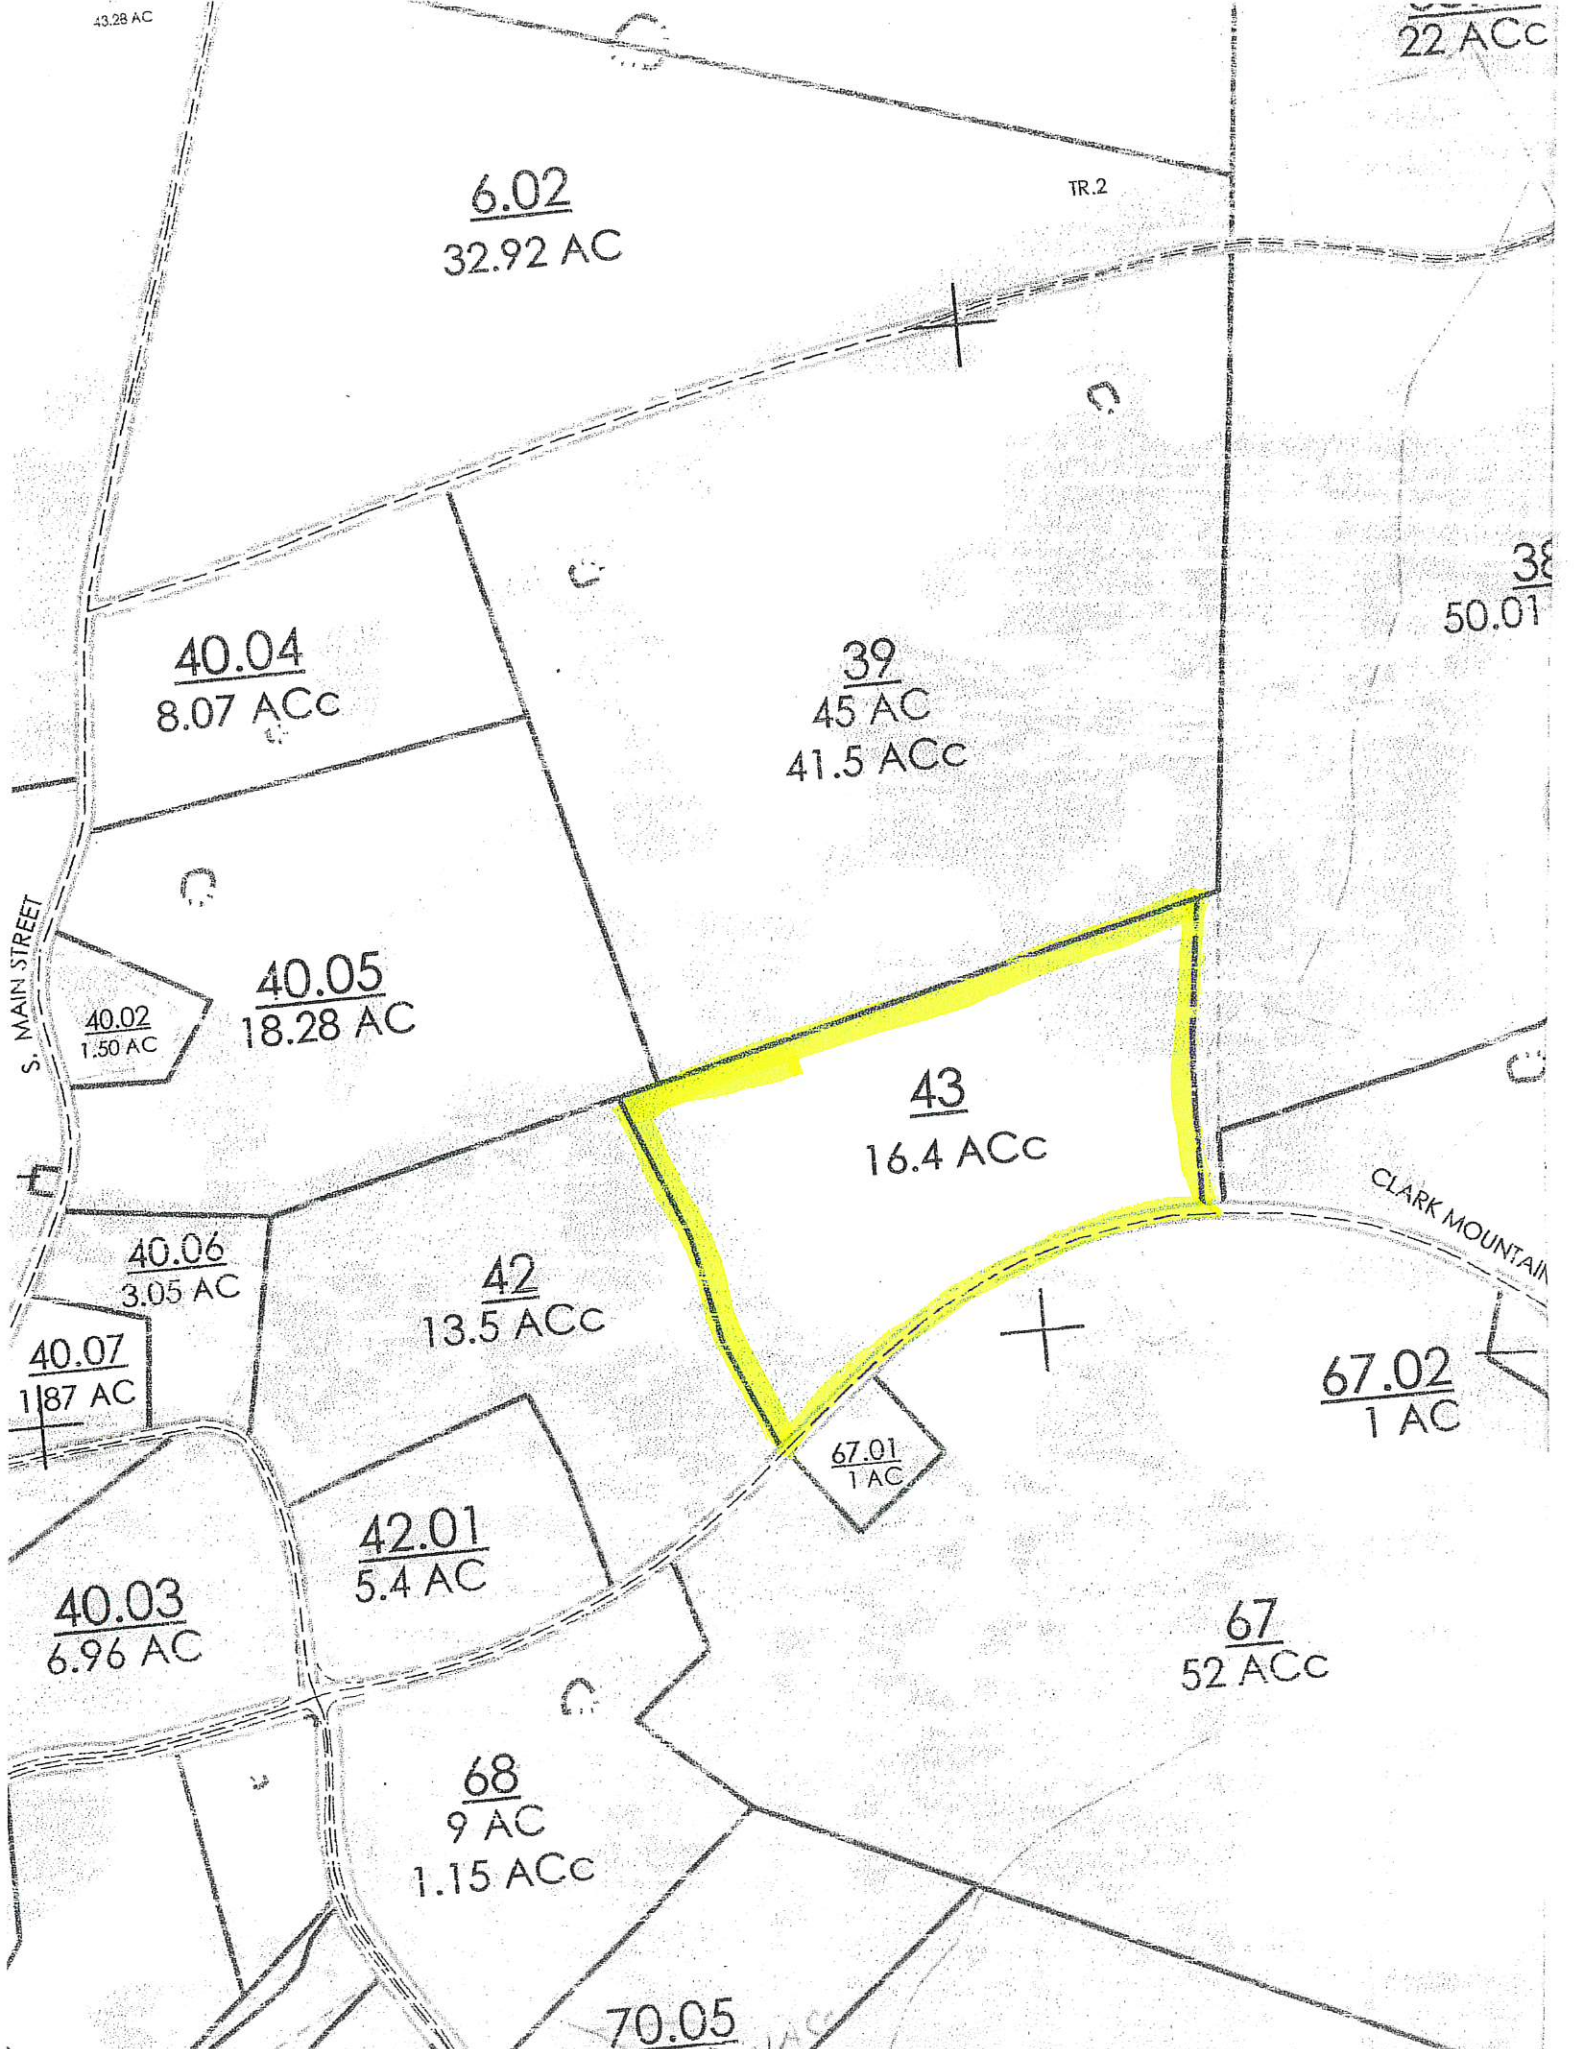 43.28 AC
22 ACc
6.02
32.92 AC
TR.2
38
50.01
40.04
8.07 ACc
39
45 AC
41.5 ACc
S. MAIN STREET
40.05
18.28 AC
40.02
1.50 AC
43
16.4 ACc
CLARK MOUNTAIN
40.06
3.05 AC
42
13.5 ACc
40.07
1.87 AC
67.02
1 AC
67.01
1 AC
42.01
5.4 AC
40.03
6.96 AC
67
52 ACc
68
9 AC
1.15 ACc
70.05